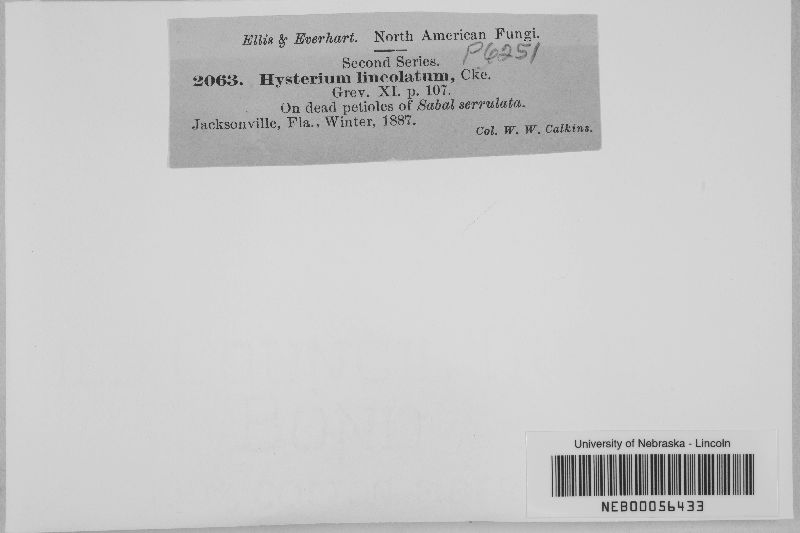 Ellis & Everhart. North American Fungi.
Second Series. P6251
2063. Hysterium lineolatum, Cke.
Grev. XI. p. 107.
On dead petioles of Sabal serrulata.
Jacksonville, Fla., Winter, 1887.
Col. W. W. Calkins.
University of Nebraska - Lincoln
NEB00056433